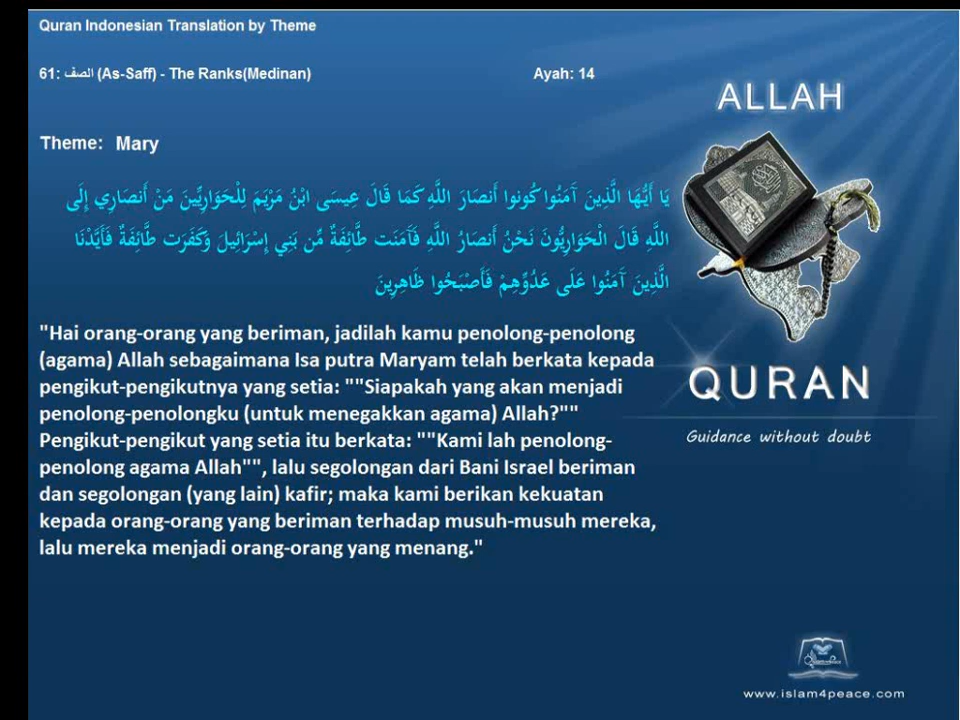 Quran Indonesian Translation by Theme
61: الصف (As-Saff) - The Ranks(Medinan)
Ayah: 14
Theme: Mary
يَا أَيُّهَا الَّذِينَ آمَنُوا كُونوا أَنصَارَ اللَّهِ كَمَا قَالَ عِيسَى ابْنُ مَرْيَمَ لِلْحَوَارِيِّينَ مَنْ أَنصَارِي إِلَى
اللَّهِ قَالَ الْحَوَارِيُّونَ نَحْنُ أَنصَارُ اللَّهِ فَآمَنَت طَّائِفَةٌ مِّن بَنِي إِسْرَائِيلَ وَكَفَرَت طَّائِفَةٌ فَأَيَّدْنَا
الَّذِينَ آمَنُوا عَلَى عَدُوِّهِمْ فَأَصْبَحُوا ظَاهِرِينَ
"Hai orang-orang yang beriman, jadilah kamu penolong-penolong
(agama) Allah sebagaimana Isa putra Maryam telah berkata kepada
pengikut-pengikutnya yang setia: ""Siapakah yang akan menjadi
penolong-penolongku (untuk menegakkan agama) Allah?""
Pengikut-pengikut yang setia itu berkata: ""Kami lah penolong-
penolong agama Allah"", lalu segolongan dari Bani Israel beriman
dan segolongan (yang lain) kafir; maka kami berikan kekuatan
kepada orang-orang yang beriman terhadap musuh-musuh mereka,
lalu mereka menjadi orang-orang yang menang."
ALLAH
QURAN
Guidance without doubt
www.islam4peace.com